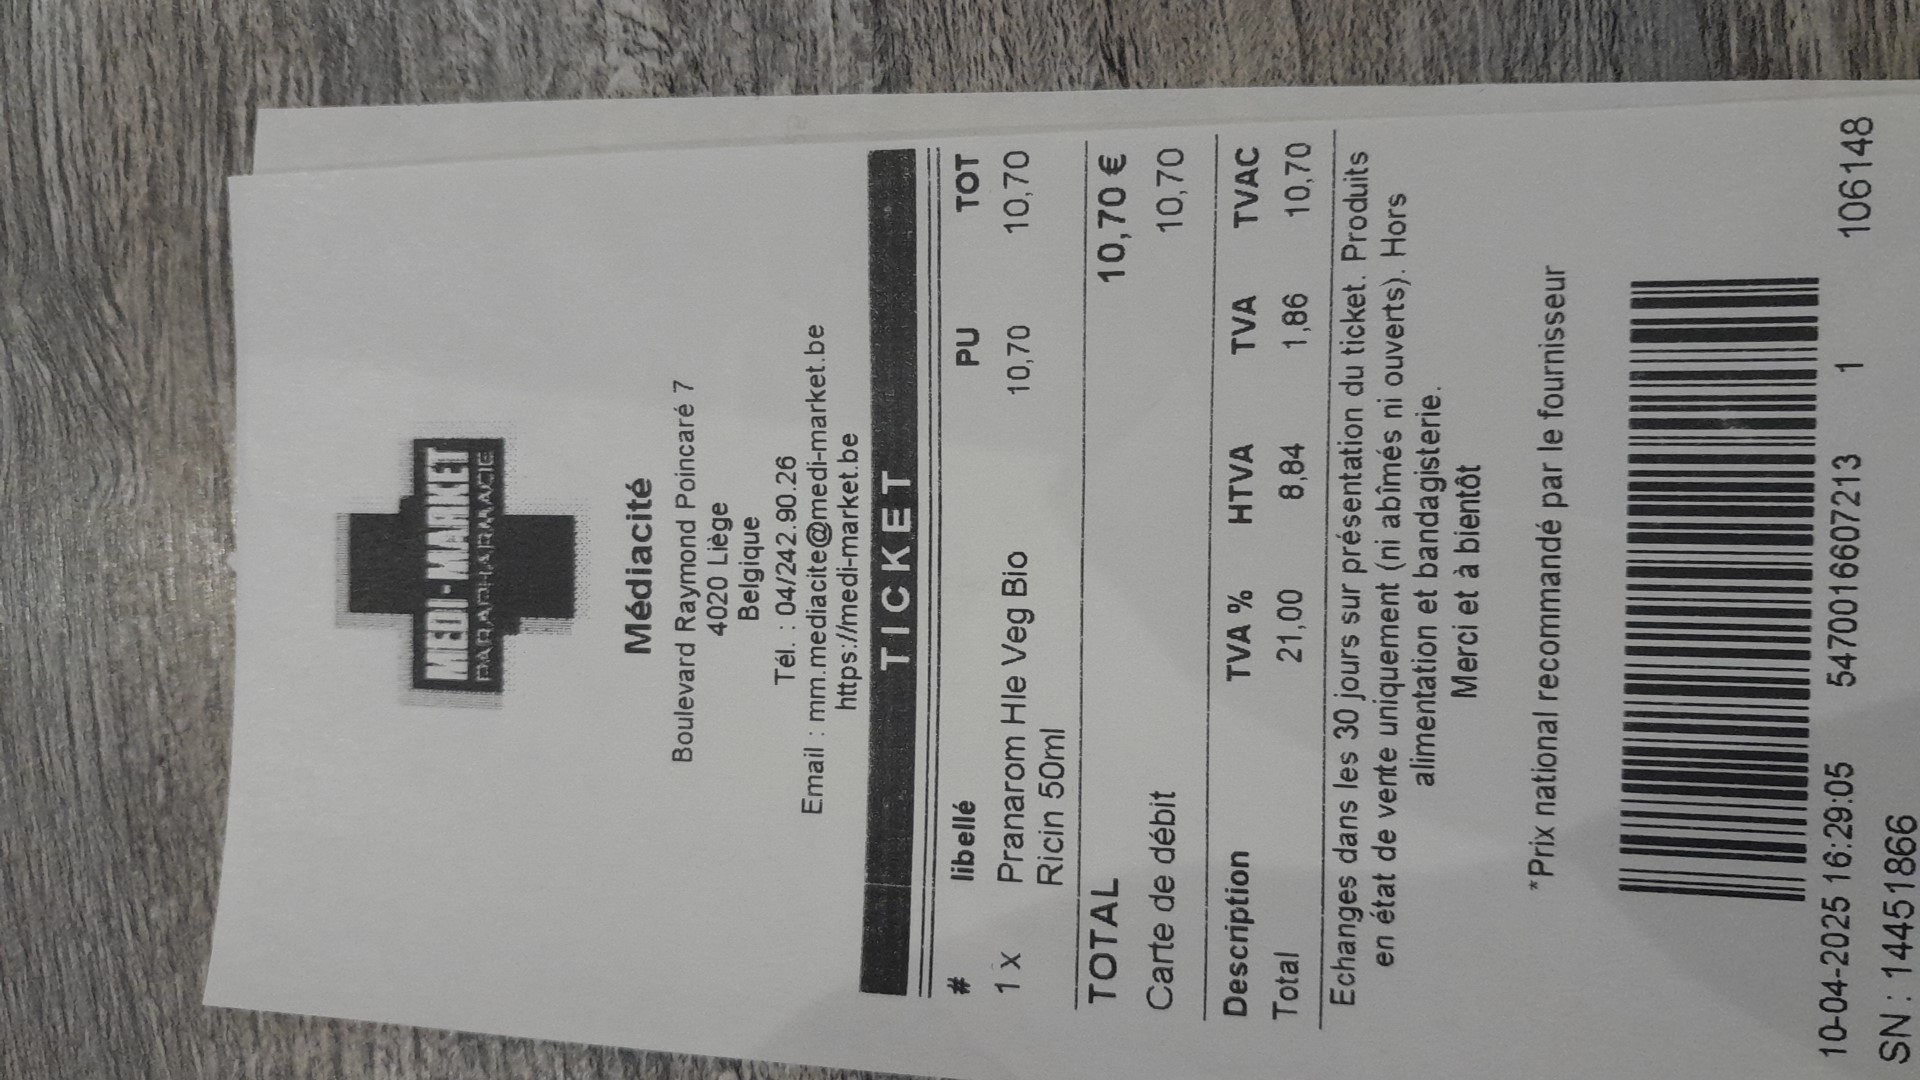 MEDI-MARKET
PARAPHARMACIE
Médiacité
Boulevard Raymond Poincaré 7
4020 Liège
Belgique
Tél. : 04/242.90.26
Email : mm.mediacite@medi-market.be
https://medi-market.be
TICKET
# libellé PU TOT
1 x Pranarom Hle Veg Bio 10,70 10,70
Ricin 50ml
TOTAL 10,70 €
Carte de débit 10,70
Description TVA % HTVA TVA TVAC
Total 21,00 8,84 1,86 10,70
Echanges dans les 30 jours sur présentation du ticket. Produits
en état de vente uniquement (ni abîmés ni ouverts). Hors
alimentation et bandagisterie.
Merci et à bientôt
*Prix national recommandé par le fournisseur
10-04-2025 16:29:05 5470016607213 1 106148
SN : 14451866